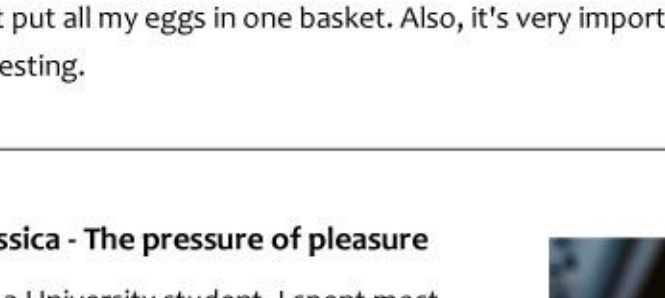 t put all my eggs in one basket. Also, it's very import
esting.
ssica - The pressure of pleasure
a University student, I spent most